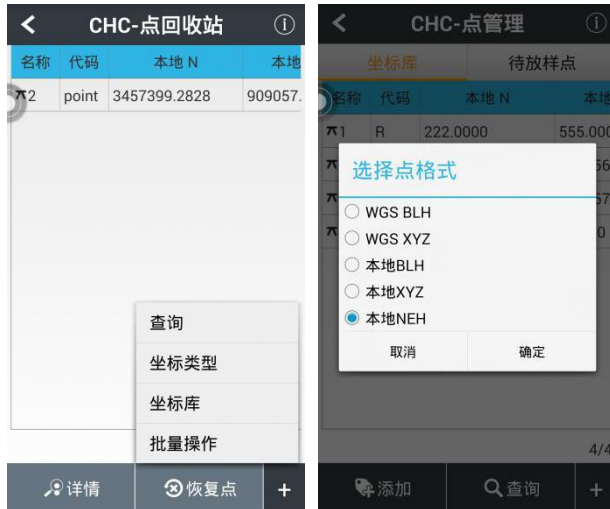 CHC-点回收站
名称 代码 本地 N 本地
2 point 3457399.2828 909057.
查询
坐标类型
坐标库
批量操作
详情 恢复点 +
CHC-点管理
坐标库 待放样点
名称 代码 本地 N 本地
1 R 222.0000 555.000
选择点格式
WGS BLH
WGS XYZ
本地BLH
本地XYZ
本地NEH
取消 确定
4/4
添加 查询 +